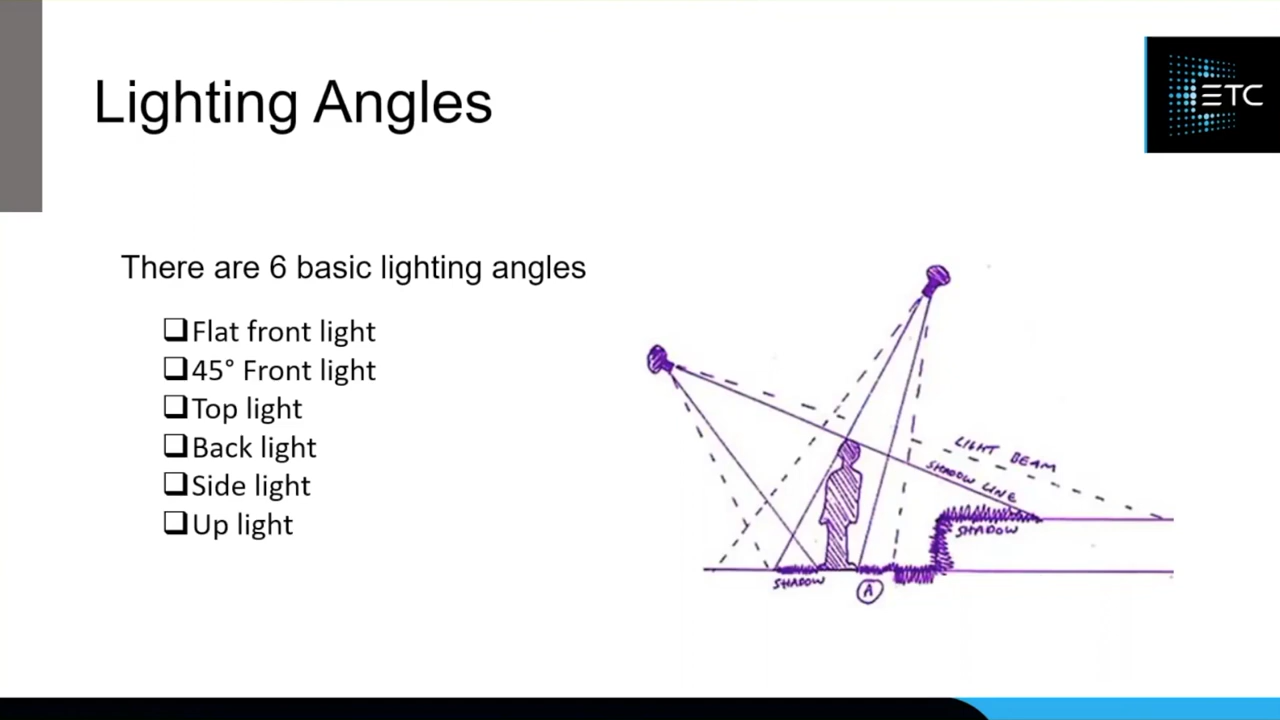 Lighting Angles
ETC
There are 6 basic lighting angles
Flat front light
45° Front light
Top light
Back light
Side light
Up light
LIGHT BEAM
SHADOW LINE
SHADOW
SHADOW
A